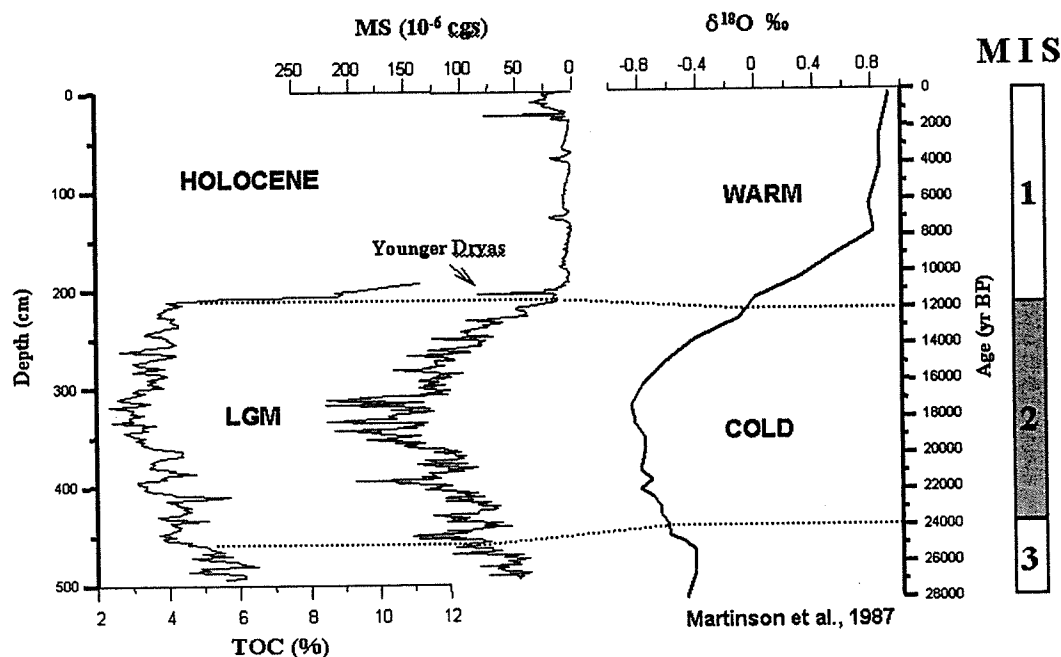 MS (10⁻⁶ cgs)
250 200 150 100 50 0
δ¹⁸O ‰
-0.8 -0.4 0 0.4 0.8
M I S
Depth (cm)
0
100
200
300
400
500
HOLOCENE
Younger Dryas
LGM
WARM
COLD
Age (yr BP)
0
2000
4000
6000
8000
10000
12000
14000
16000
18000
20000
22000
24000
26000
28000
1
2
3
2 4 6 8 10 12
TOC (%)
Martinson et al., 1987